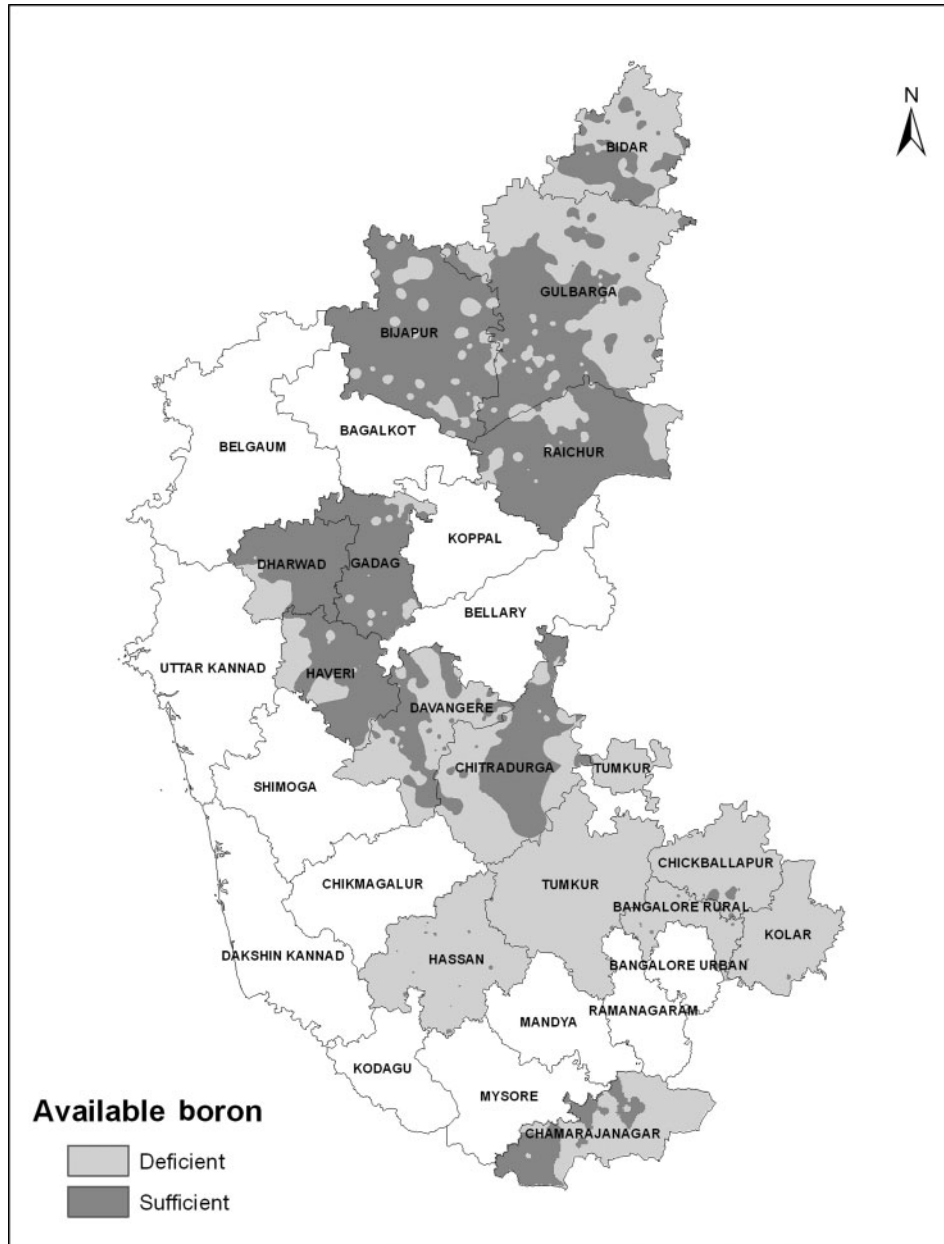 N
BIDAR
GULBARGA
BIJAPUR
RAICHUR
BAGALKOT
BELGAUM
KOPPAL
DHARWAD
GADAG
BELLARY
UTTAR KANNAD
HAVERI
DAVANGERE
CHITRADURGA
TUMKUR
SHIMOGA
CHICKBALLAPUR
CHIKMAGALUR
TUMKUR
BANGALORE RURAL
KOLAR
DAKSHIN KANNAD
HASSAN
BANGALORE URBAN
MANDYA
RAMANAGARAM
KODAGU
MYSORE
CHAMARAJANAGAR
Available boron
Deficient
Sufficient